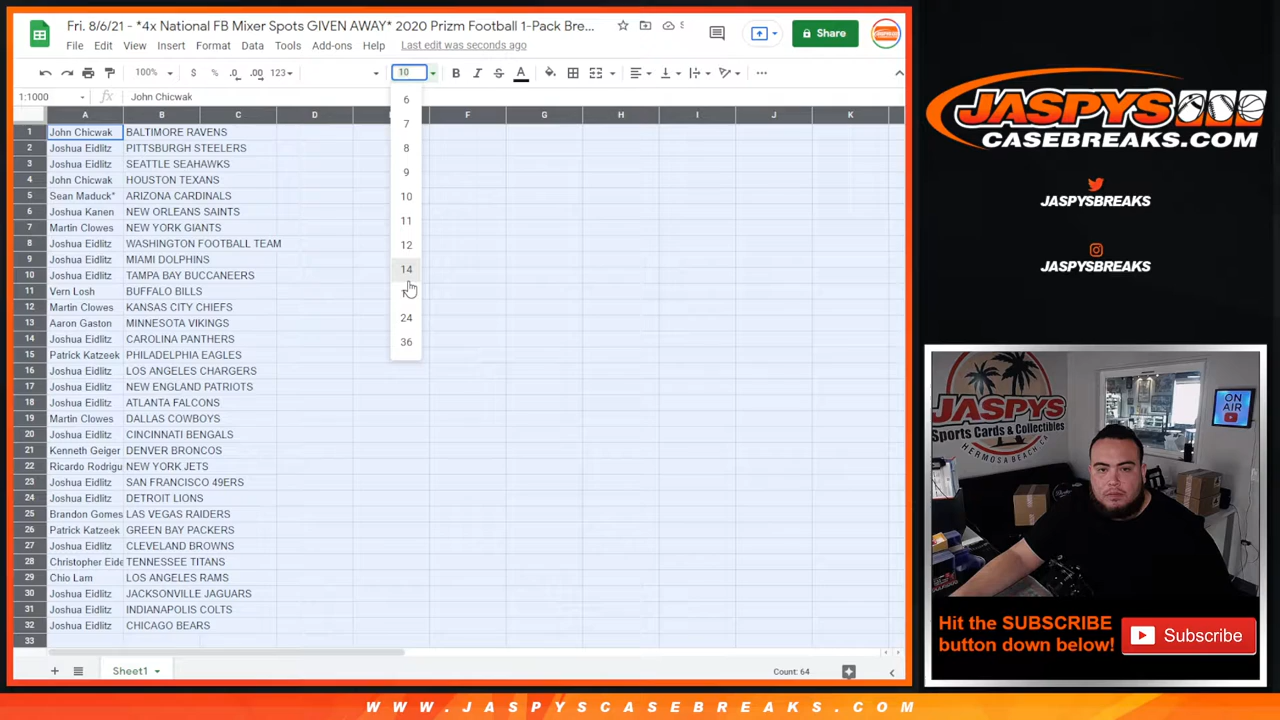 Fri. 8/6/21 - *4x National FB Mixer Spots GIVEN AWAY* 2020 Prizm Football 1-Pack Bre...
File Edit View Insert Format Data Tools Add-ons Help Last edit was seconds ago
Share
100% $ % .0 .00 123 10 B I S A
1:1000 fx John Chicwak
A B C D F G H I J K
1 John Chicwak BALTIMORE RAVENS
2 Joshua Eidlitz PITTSBURGH STEELERS
3 Joshua Eidlitz SEATTLE SEAHAWKS
4 John Chicwak HOUSTON TEXANS
5 Sean Maduck* ARIZONA CARDINALS
6 Joshua Kanen NEW ORLEANS SAINTS
7 Martin Clowes NEW YORK GIANTS
8 Joshua Eidlitz WASHINGTON FOOTBALL TEAM
9 Joshua Eidlitz MIAMI DOLPHINS
10 Joshua Eidlitz TAMPA BAY BUCCANEERS
11 Vern Losh BUFFALO BILLS
12 Martin Clowes KANSAS CITY CHIEFS
13 Aaron Gaston MINNESOTA VIKINGS
14 Joshua Eidlitz CAROLINA PANTHERS
15 Patrick Katzeek PHILADELPHIA EAGLES
16 Joshua Eidlitz LOS ANGELES CHARGERS
17 Joshua Eidlitz NEW ENGLAND PATRIOTS
18 Joshua Eidlitz ATLANTA FALCONS
19 Martin Clowes DALLAS COWBOYS
20 Joshua Eidlitz CINCINNATI BENGALS
21 Kenneth Geiger DENVER BRONCOS
22 Ricardo Rodrigu NEW YORK JETS
23 Joshua Eidlitz SAN FRANCISCO 49ERS
24 Joshua Eidlitz DETROIT LIONS
25 Brandon Gomes LAS VEGAS RAIDERS
26 Patrick Katzeek GREEN BAY PACKERS
27 Joshua Eidlitz CLEVELAND BROWNS
28 Christopher Eide TENNESSEE TITANS
29 Chio Lam LOS ANGELES RAMS
30 Joshua Eidlitz JACKSONVILLE JAGUARS
31 Joshua Eidlitz INDIANAPOLIS COLTS
32 Joshua Eidlitz CHICAGO BEARS
33
6
7
8
9
10
11
12
14
24
36
Sheet1
Count: 64
JASPYS
CASEBREAKS.COM
JASPYSBREAKS
JASPYSBREAKS
JASPYS
Sports Cards & Collectibles
HERMOSA BEACH CA
ON
AIR
Hit the SUBSCRIBE
button down below!
Subscribe
WWW.JASPYSCASEBREAKS.COM